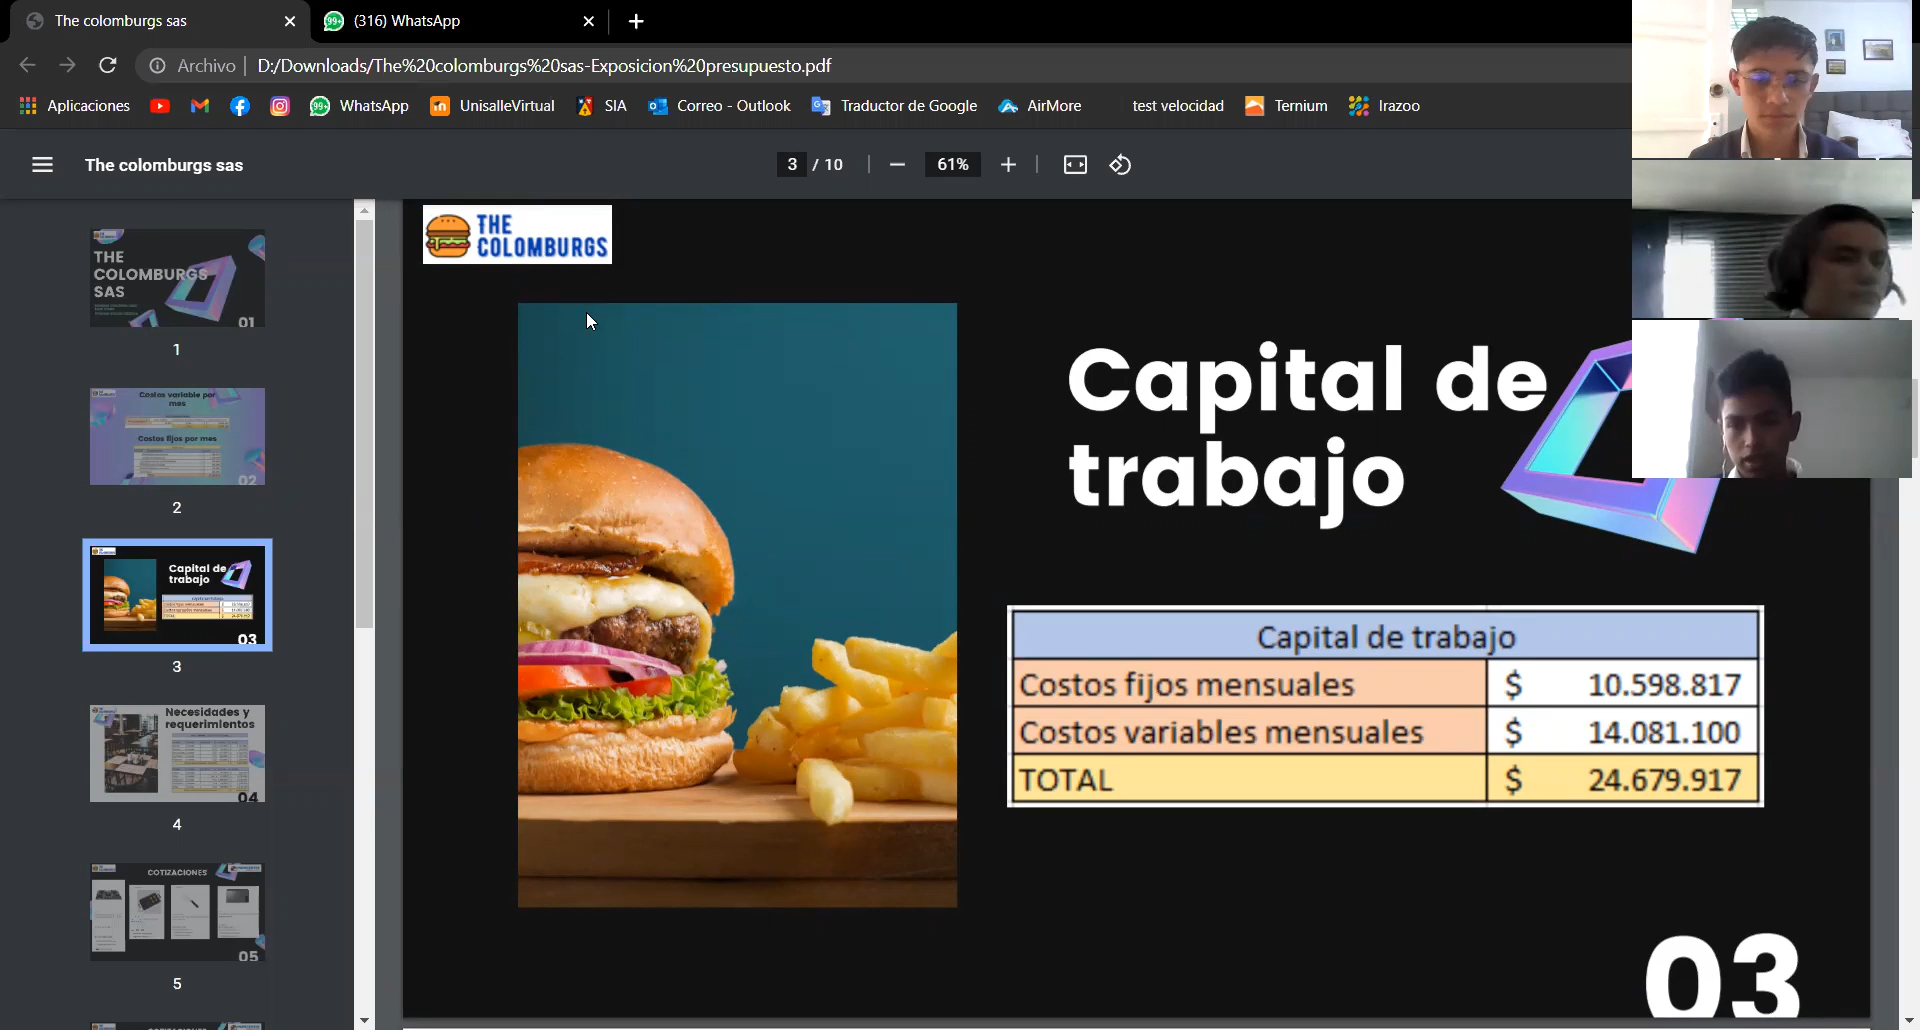 The colomburgs sas
(316) WhatsApp
Archivo
D:/Downloads/The%20colomburgs%20sas-Exposicion%20presupuesto.pdf
Aplicaciones
99+ WhatsApp
UnisalleVirtual
SIA
Correo - Outlook
Traductor de Google
AirMore
test velocidad
Ternium
Irazoo
The colomburgs sas
3 / 10
61%
THE
COLOMBURGS
SAS
01
1
Costos variable por
mes
Costos fijos por mes
02
2
Capital de
trabajo
03
3
Necesidades y
requerimientos
04
4
COTIZACIONES
05
5
THE
COLOMBURGS
Capital de
trabajo
Capital de trabajo
Costos fijos mensuales $ 10.598.817
Costos variables mensuales $ 14.081.100
TOTAL $ 24.679.917
03